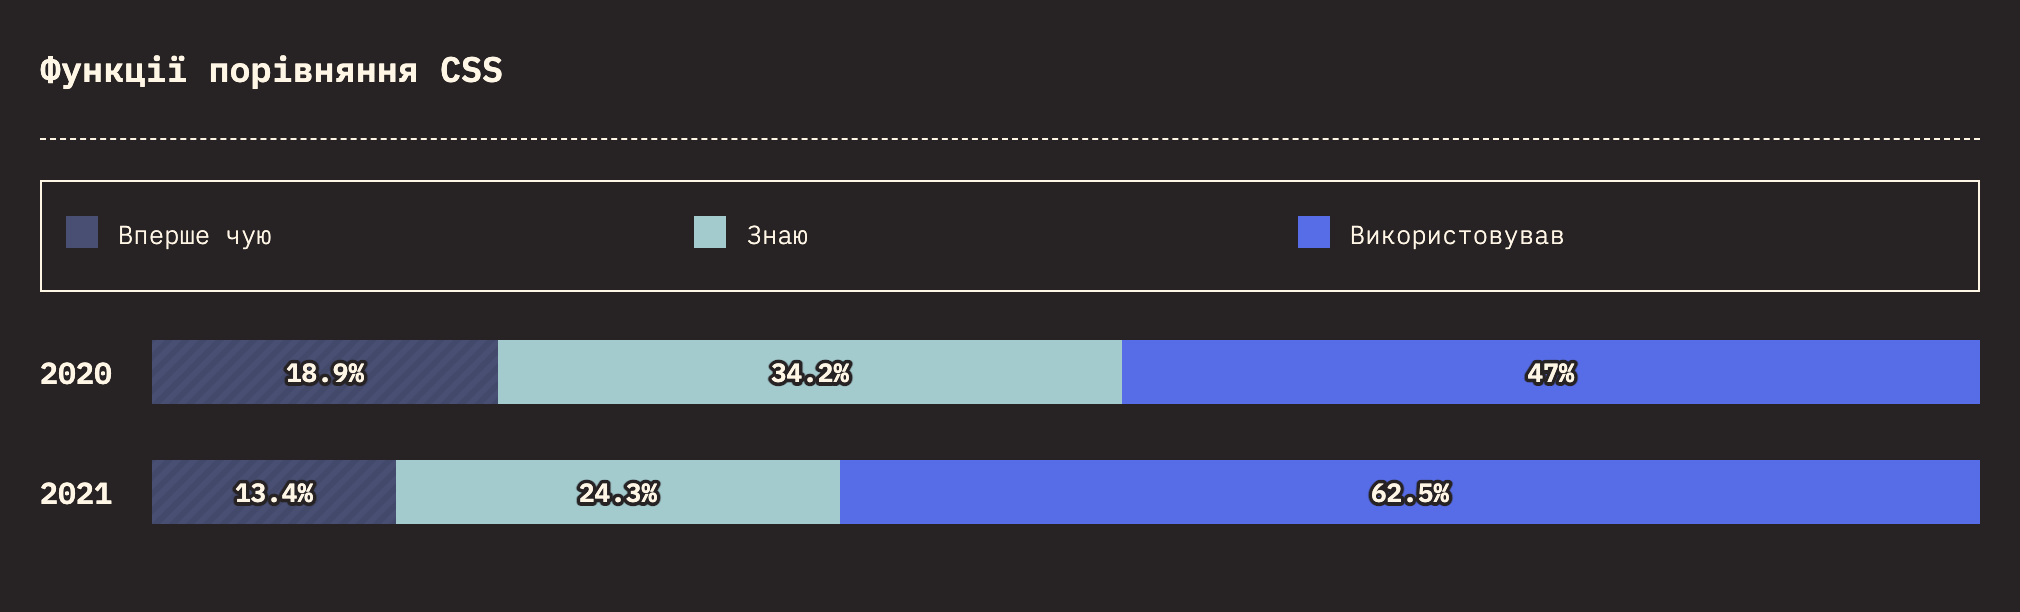 Функції порівняння CSS
Вперше чую Знаю Використовував
2020 18.9% 34.2% 47%
2021 13.4% 24.3% 62.5%